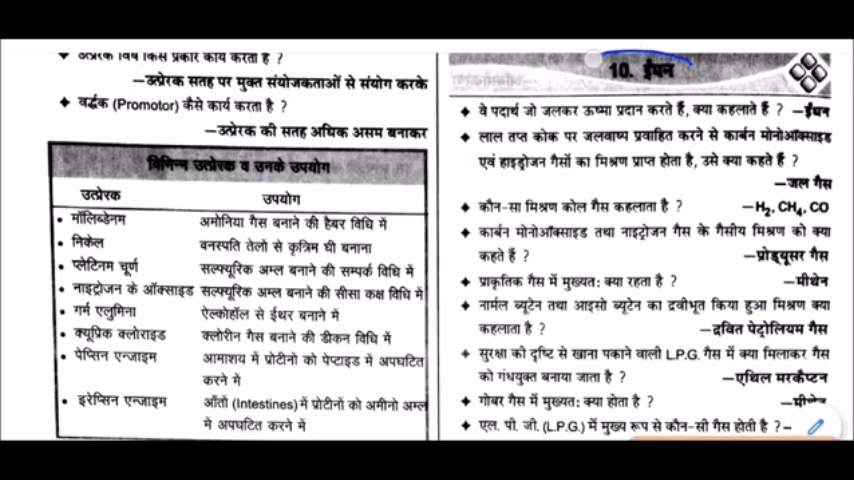 उत्प्रेरक विष किस प्रकार कार्य करता है ?
–उत्प्रेरक सतह पर मुक्त संयोजकताओं से संयोग करके
वर्द्धक (Promotor) कैसे कार्य करता है ?
–उत्प्रेरक की सतह अधिक असम बनाकर
विभिन्न उत्प्रेरक व उनके उपयोग
उत्प्रेरक उपयोग
• मॉलिब्डेनम अमोनिया गैस बनाने की हैबर विधि में
• निकेल वनस्पति तेलों से कृत्रिम घी बनाना
• प्लेटिनम चूर्ण सल्फ्यूरिक अम्ल बनाने की सम्पर्क विधि में
• नाइट्रोजन के ऑक्साइड सल्फ्यूरिक अम्ल बनाने की सीसा कक्ष विधि में
• गर्म एलुमिना ऐल्कोहॉल से ईथर बनाने में
• क्यूप्रिक क्लोराइड क्लोरीन गैस बनाने की डीकन विधि में
• पेप्सिन एन्जाइम आमाशय में प्रोटीनो को पेप्टाइड में अपघटित
करने में
• इरेप्सिन एन्जाइम आँतो (Intestines) में प्रोटीनों को अमीनो अम्ल
में अपघटित करने में
10. ईंधन
वे पदार्थ जो जलकर ऊष्मा प्रदान करते हैं, क्या कहलाते हैं ? –ईंधन
लाल तप्त कोक पर जलवाष्प प्रवाहित करने से कार्बन मोनोऑक्साइड
एवं हाइड्रोजन गैसों का मिश्रण प्राप्त होता है, उसे क्या कहते हैं ?
–जल गैस
कौन-सा मिश्रण कोल गैस कहलाता है ? –H₂, CH₄, CO
कार्बन मोनोऑक्साइड तथा नाइट्रोजन गैस के गैसीय मिश्रण को क्या
कहते हैं ? –प्रोड्यूसर गैस
प्राकृतिक गैस में मुख्यत: क्या रहता है ? –मीथेन
नार्मल ब्यूटेन तथा आइसो ब्यूटेन का द्रवीभूत किया हुआ मिश्रण क्या
कहलाता है ? –द्रवित पेट्रोलियम गैस
सुरक्षा की दृष्टि से खाना पकाने वाली L.P.G. गैस में क्या मिलाकर गैस
को गंधयुक्त बनाया जाता है ? –एथिल मरकैप्टन
गोबर गैस में मुख्यत: क्या होता है ? –मीथेन
एल. पी. जी. (L.P.G.) में मुख्य रूप से कौन-सी गैस होती है ? –